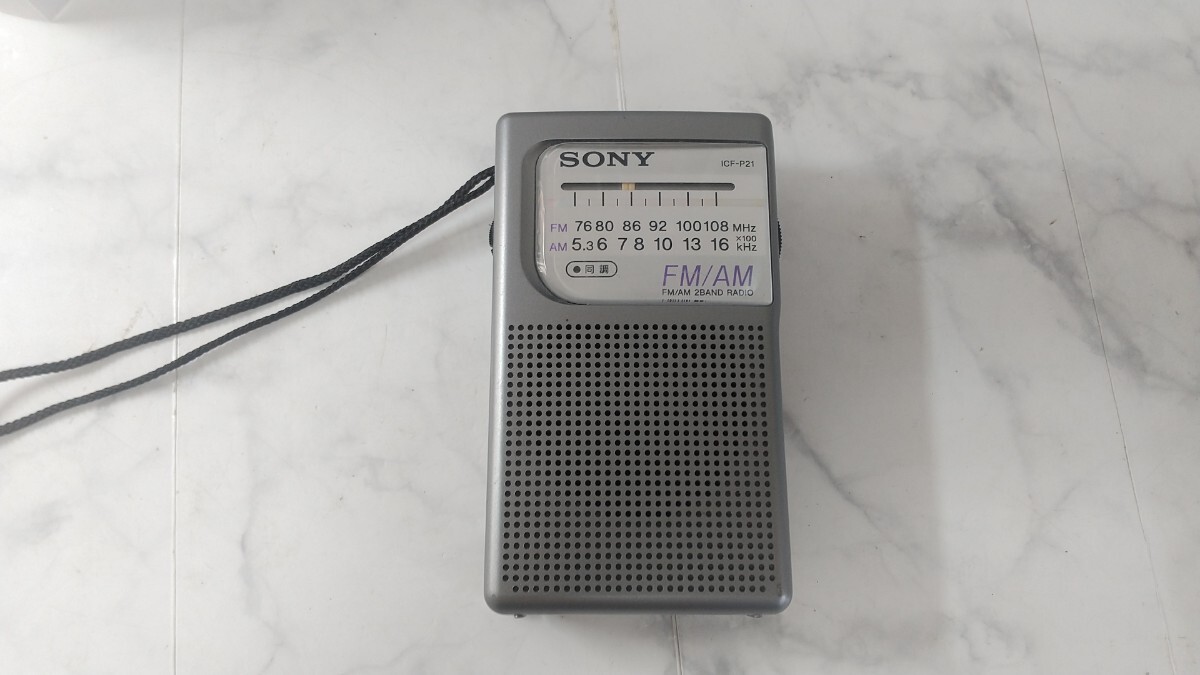 SONY ICF-P21
FM 76 80 86 92 100 108 MHz
AM 5.3 6 7 8 10 13 16 ×100 kHz
同調
FM/AM
FM/AM 2BAND RADIO